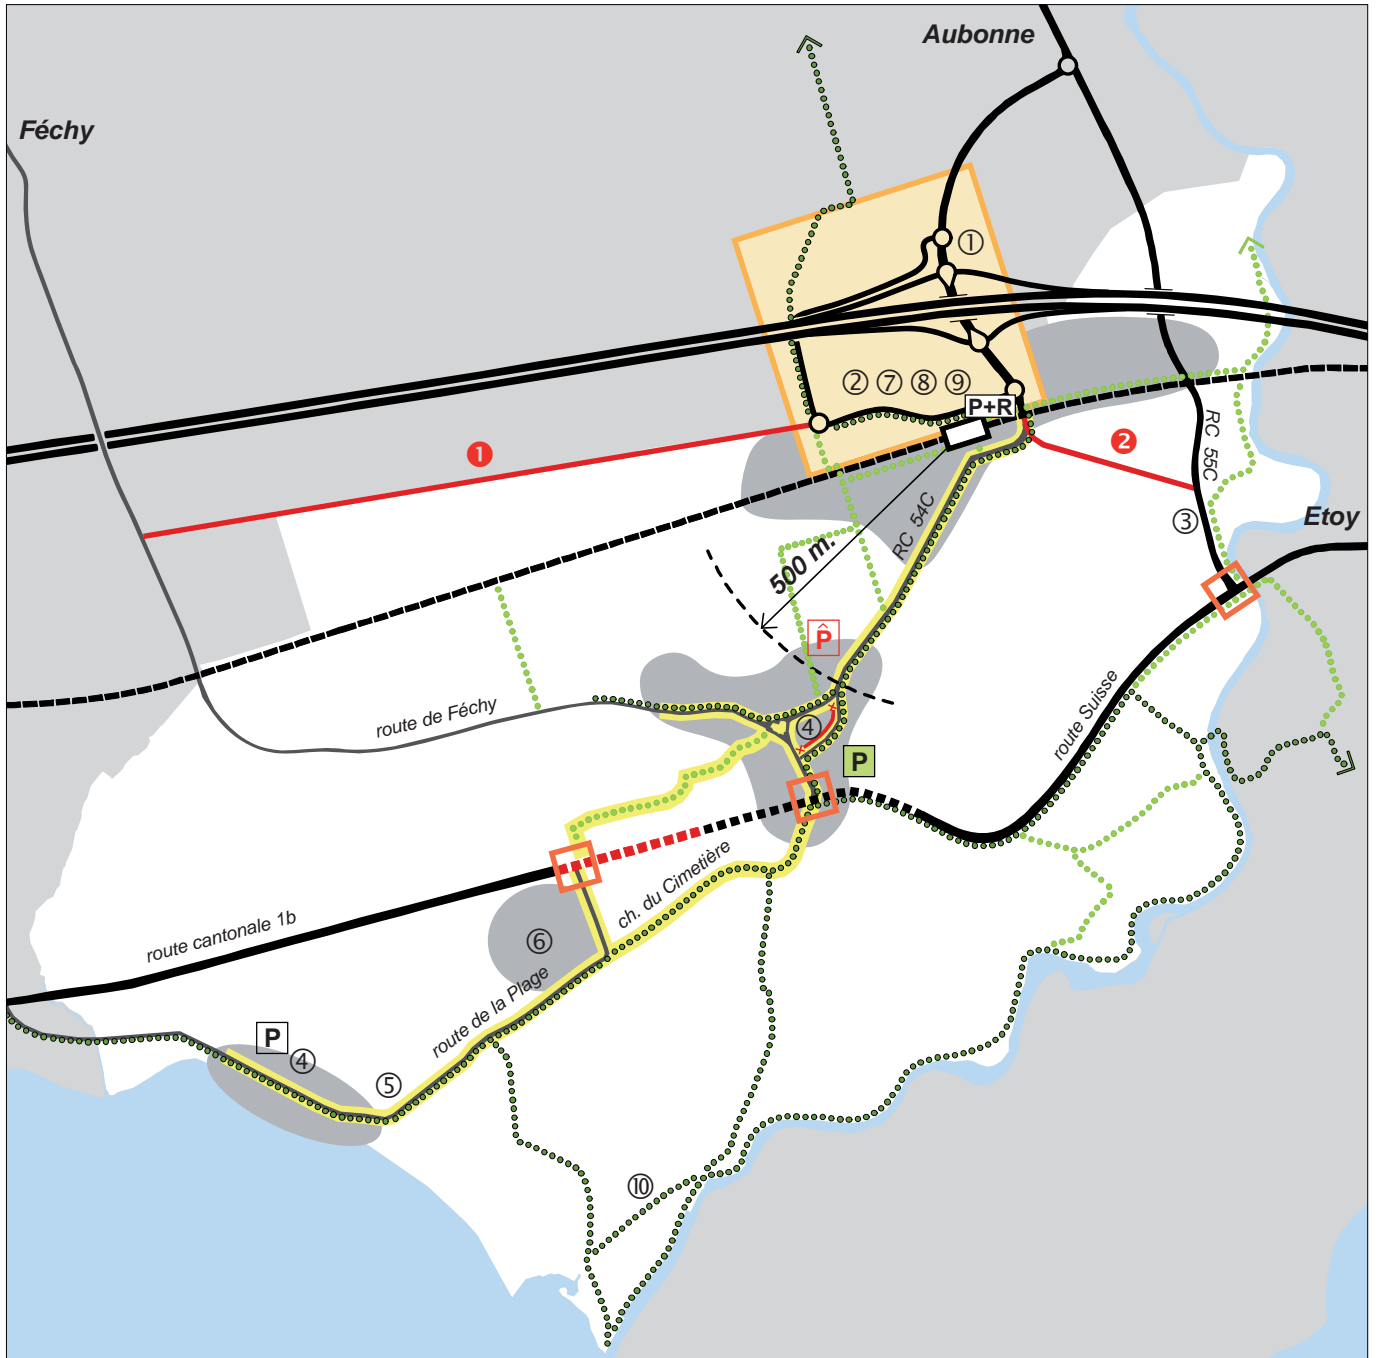 Aubonne
Féchy
①
② ⑦ ⑧ ⑨
P+R
❶
❷
RC 55C
③
Etoy
RC 54C
500 m.
P̂
route de Féchy
④
P
route Suisse
ch. du Cimetière
route cantonale 1b
⑥
route de la Plage
P
④
⑤
⑩